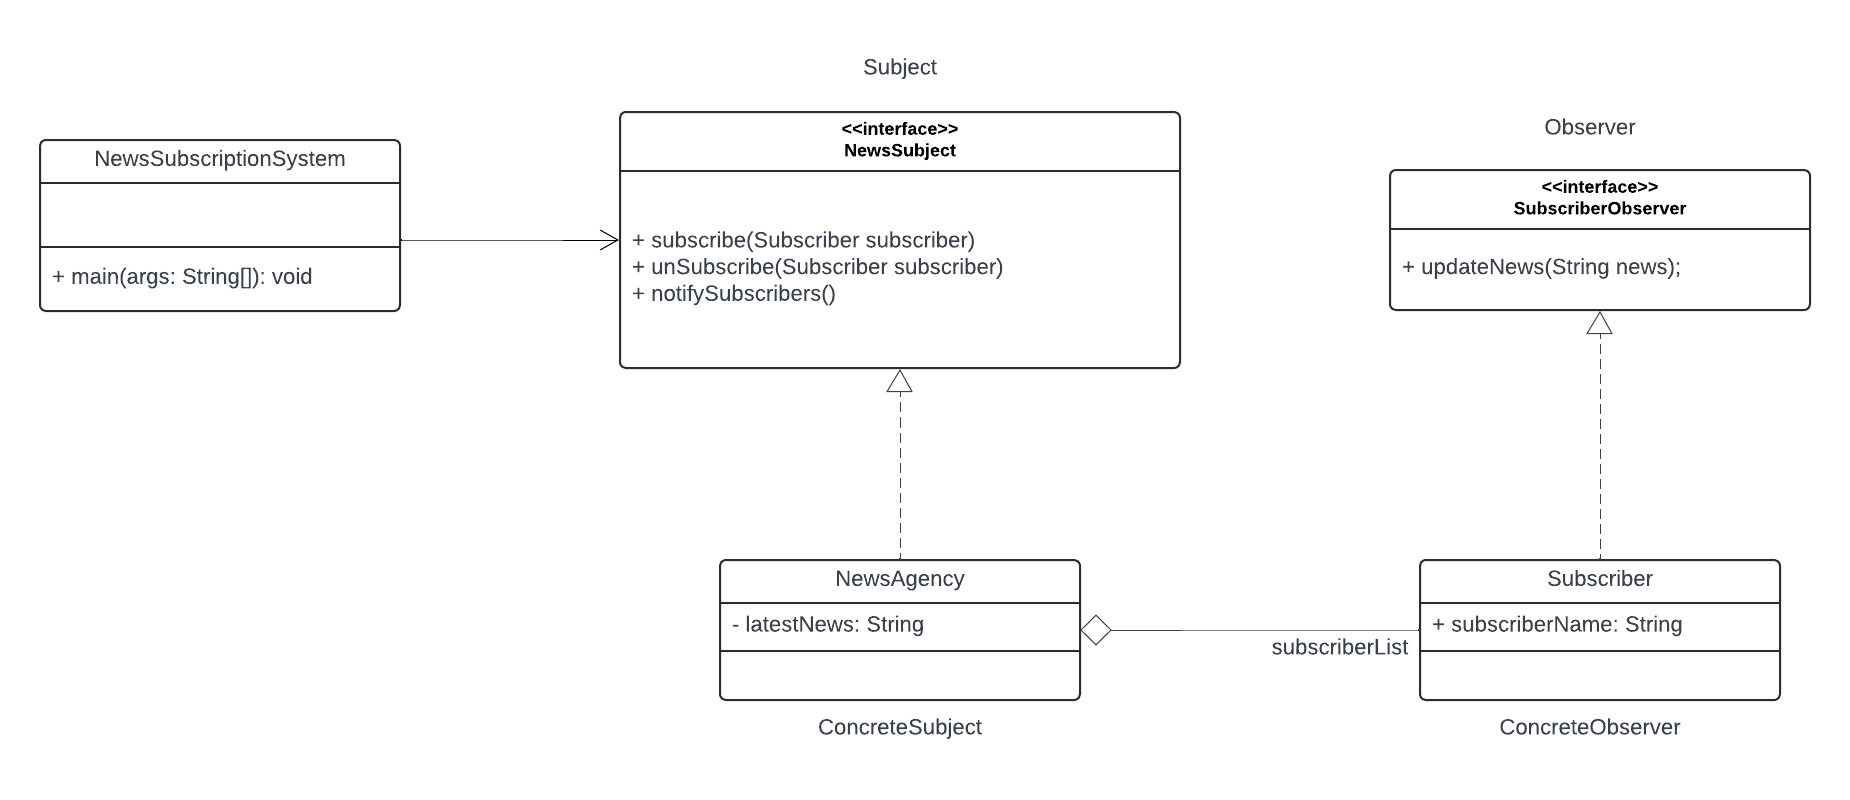 Subject
<<interface>>
NewsSubject
+ subscribe(Subscriber subscriber)
+ unSubscribe(Subscriber subscriber)
+ notifySubscribers()
NewsSubscriptionSystem
+ main(args: String[]): void
Observer
<<interface>>
SubscriberObserver
+ updateNews(String news);
NewsAgency
- latestNews: String
ConcreteSubject
subscriberList
Subscriber
+ subscriberName: String
ConcreteObserver